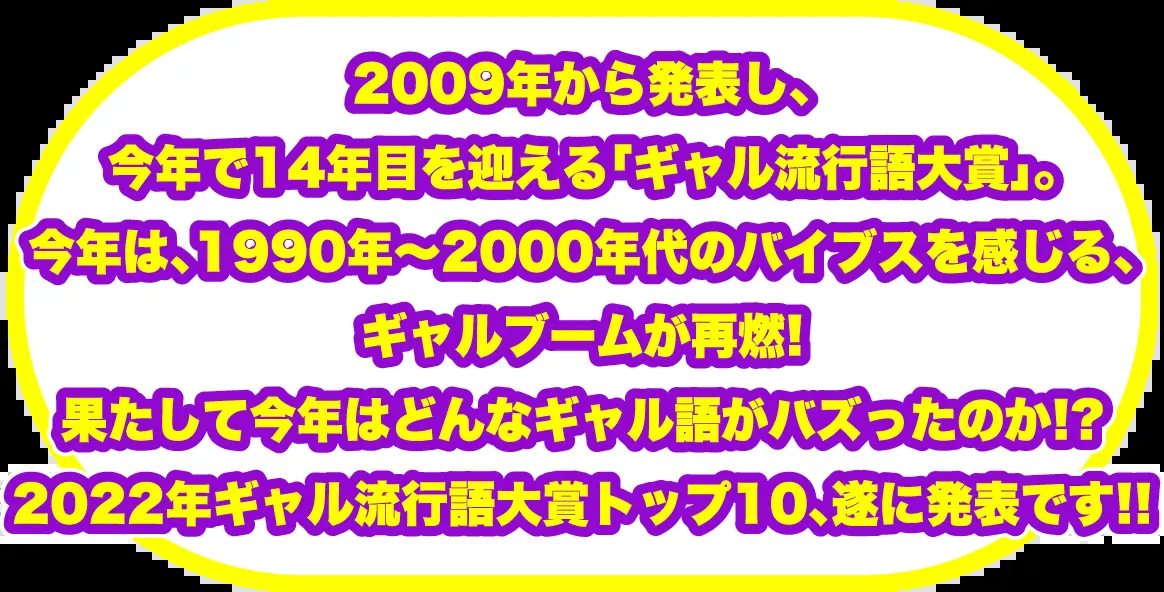 2009年から発表し、
今年で14年目を迎える「ギャル流行語大賞」。
今年は、1990年～2000年代のバイブスを感じる、
ギャルブームが再燃!
果たして今年はどんなギャル語がバズったのか!?
2022年ギャル流行語大賞トップ10、遂に発表です!!